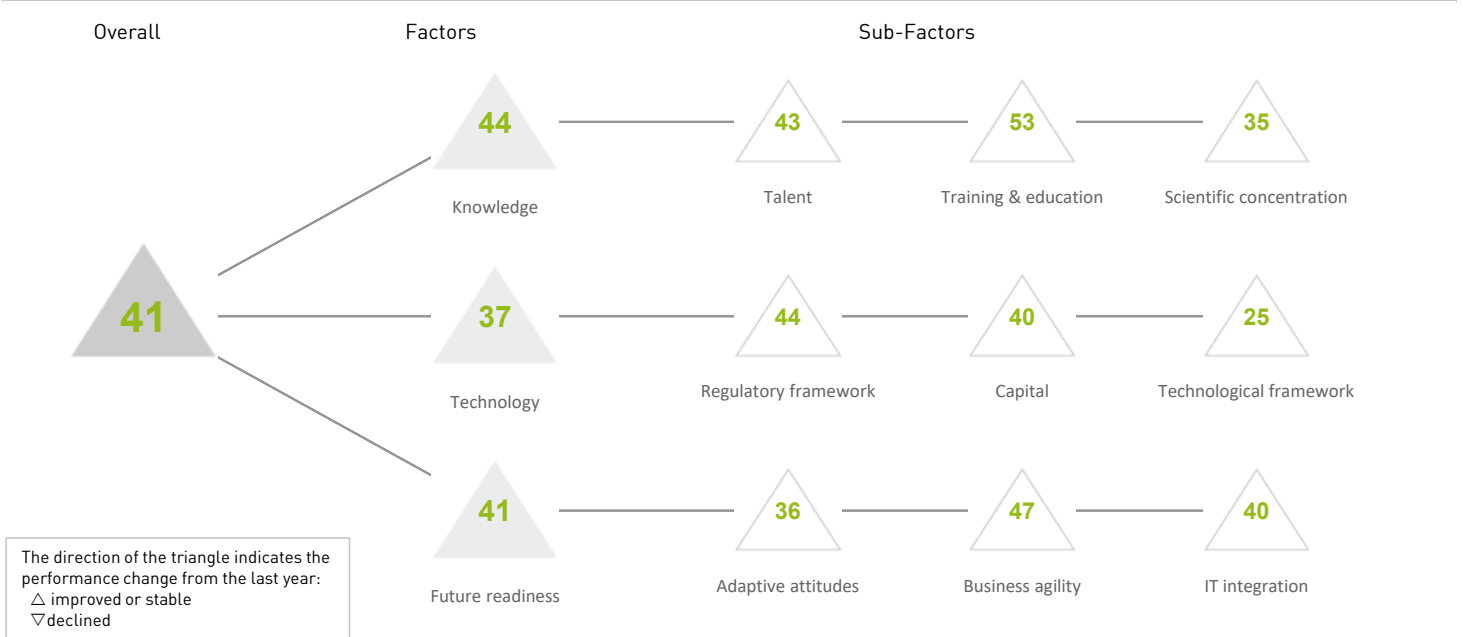 Overall Factors Sub-Factors
44 43 53 35
Knowledge Talent Training & education Scientific concentration
41 37 44 40 25
Technology Regulatory framework Capital Technological framework
41 36 47 40
Future readiness Adaptive attitudes Business agility IT integration
The direction of the triangle indicates the
performance change from the last year:
△ improved or stable
▽declined